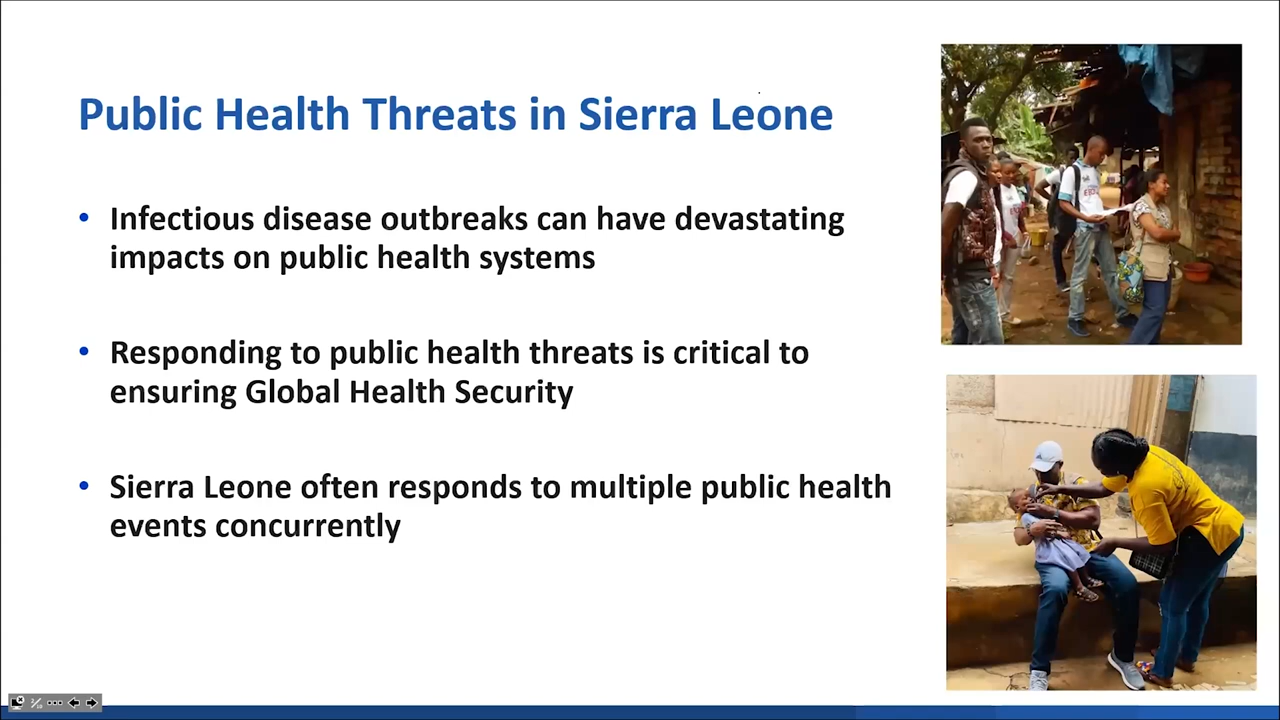 Public Health Threats in Sierra Leone
• Infectious disease outbreaks can have devastating
impacts on public health systems
• Responding to public health threats is critical to
ensuring Global Health Security
• Sierra Leone often responds to multiple public health
events concurrently